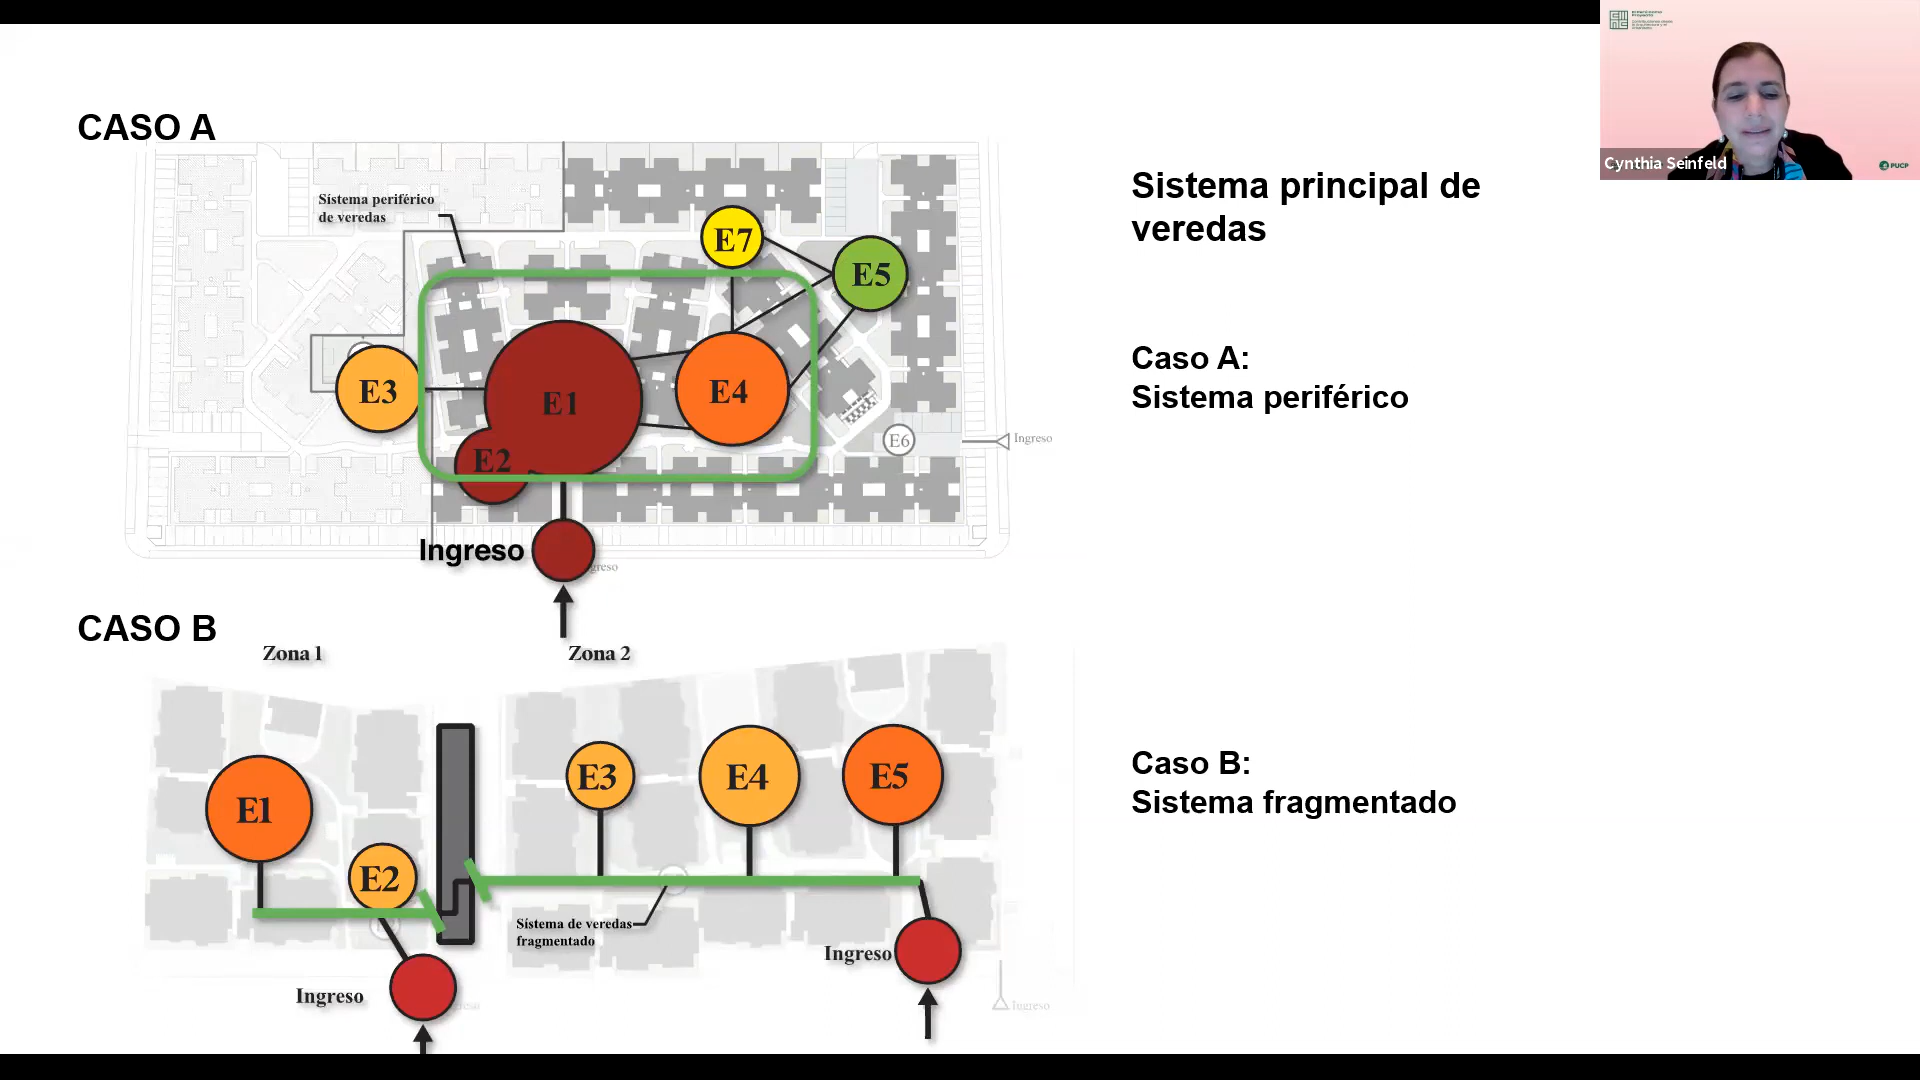 CASO A
Sistema periférico
de veredas
E7
E5
E3
E1
E4
E2
E6
Ingreso
Ingreso
greso
Sistema principal de
veredas
Caso A:
Sistema periférico
CASO B
Zona 1
Zona 2
E1
E2
E3
E4
E5
Sistema de veredas
fragmentado
Ingreso
Ingreso
Ingreso
Caso B:
Sistema fragmentado
Cynthia Seinfeld
PUCP